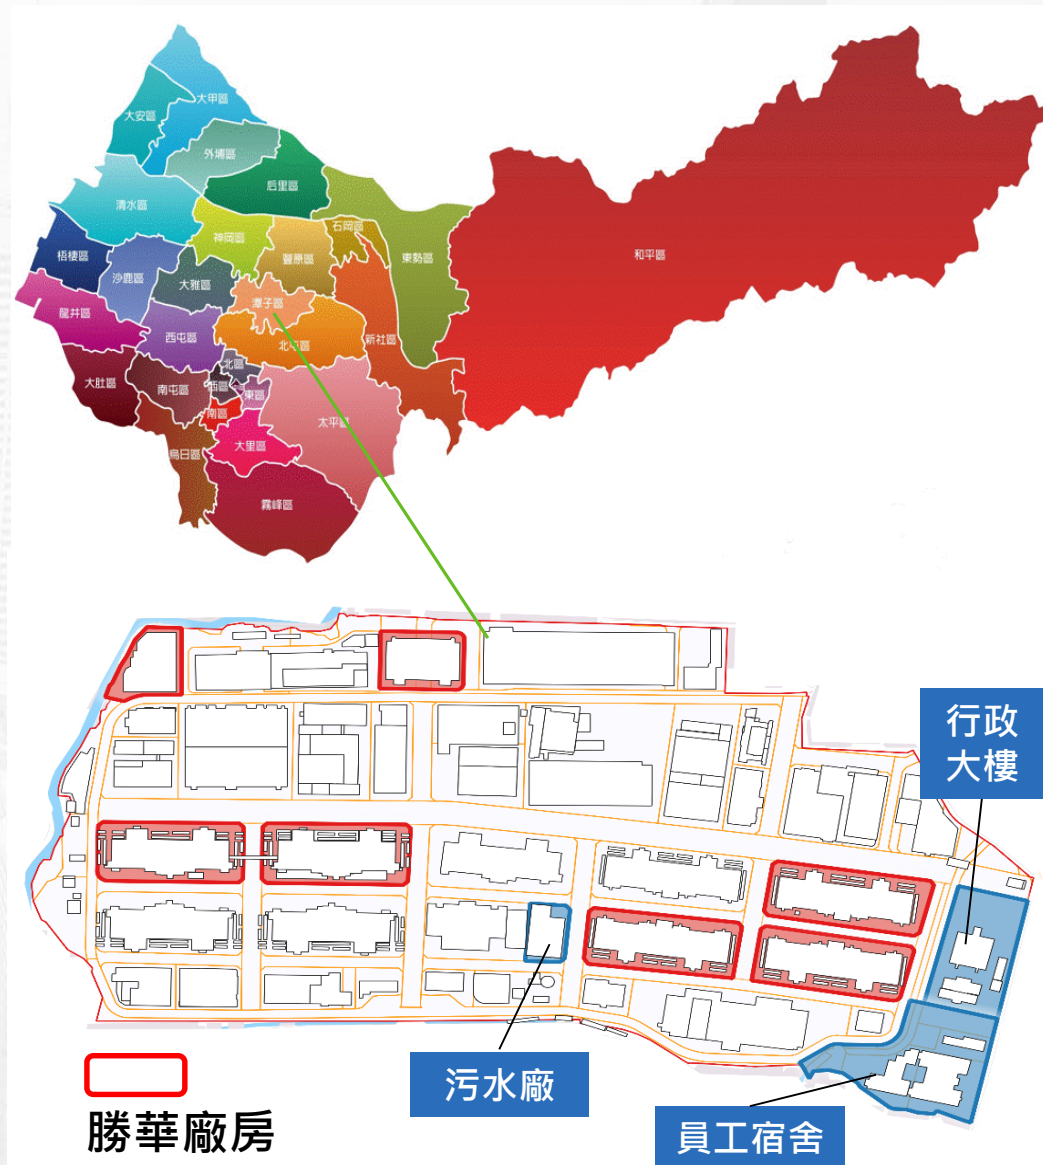 大甲區
大安區
外埔區
后里區
清水區
石岡區
神岡區
豐原區
東勢區
和平區
梧棲區
沙鹿區
大雅區
潭子區
龍井區
西屯區
北屯區
新社區
北區
大肚區
南屯區
西區
東區
南區
太平區
大里區
烏日區
霧峰區
行政
大樓
污水廠
員工宿舍
勝華廠房